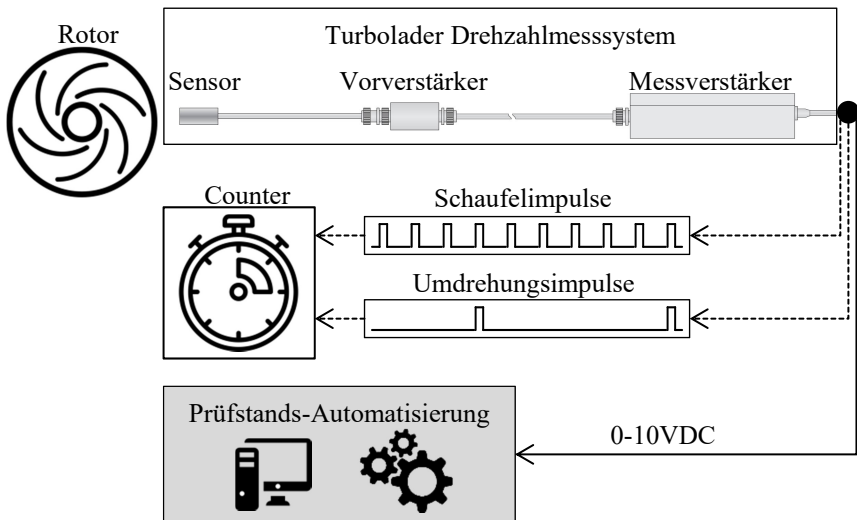 Rotor
Turbolader Drehzahlmesssystem
Sensor
Vorverstärker
Messverstärker
Counter
Schaufelimpulse
Umdrehungsimpulse
Prüfstands-Automatisierung
0-10VDC